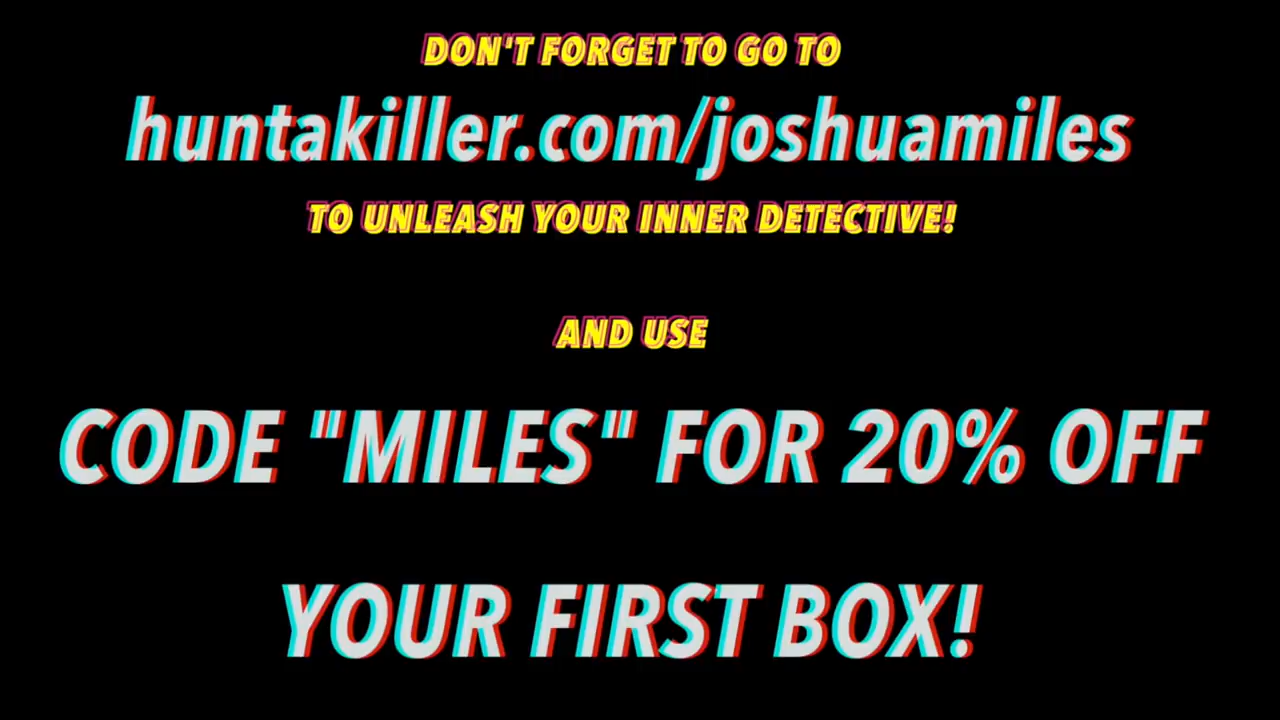 DON'T FORGET TO GO TO
huntakiller.com/joshuamiles
TO UNLEASH YOUR INNER DETECTIVE!
AND USE
CODE "MILES" FOR 20% OFF
YOUR FIRST BOX!